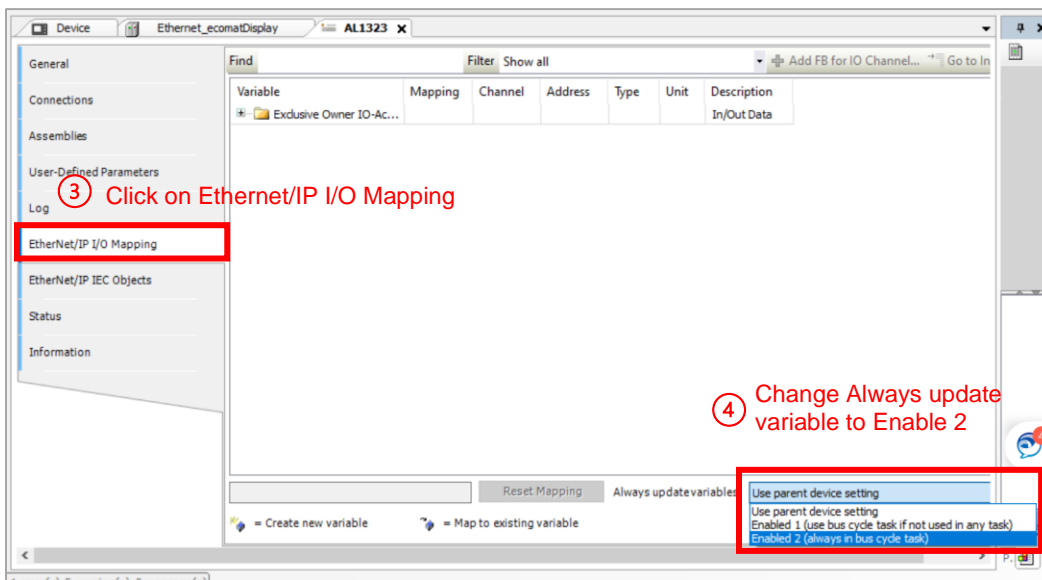 Device
Ethernet_ecomatDisplay
AL1323
General
Connections
Assemblies
User-Defined Parameters
Log
EtherNet/IP I/O Mapping
EtherNet/IP IEC Objects
Status
Information
Find
Filter Show all
Add FB for IO Channel... Go to In
Variable Mapping Channel Address Type Unit Description
Exclusive Owner IO-Ac... In/Out Data
3 Click on Ethernet/IP I/O Mapping
4 Change Always update
variable to Enable 2
Reset Mapping Always update variables Use parent device setting
Use parent device setting
Enabled 1 (use bus cycle task if not used in any task)
Enabled 2 (always in bus cycle task)
= Create new variable = Map to existing variable
P.